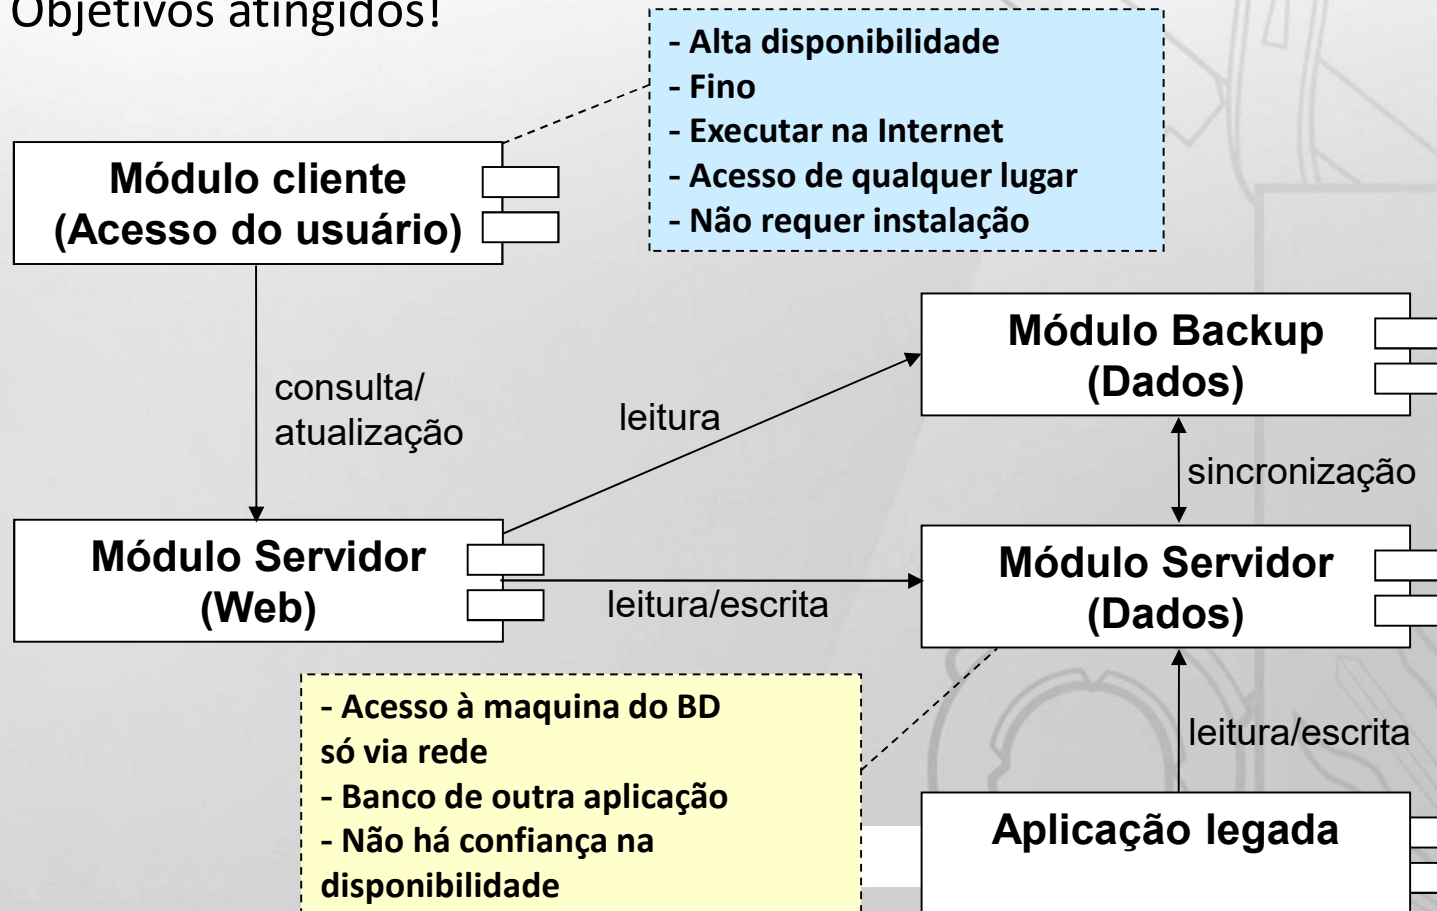 Objetivos atingidos!
- Alta disponibilidade
- Fino
- Executar na Internet
- Acesso de qualquer lugar
- Não requer instalação
Módulo cliente
(Acesso do usuário)
Módulo Backup
(Dados)
consulta/
atualização
leitura
sincronização
Módulo Servidor
(Web)
leitura/escrita
Módulo Servidor
(Dados)
- Acesso à maquina do BD
só via rede
- Banco de outra aplicação
- Não há confiança na
disponibilidade
leitura/escrita
Aplicação legada